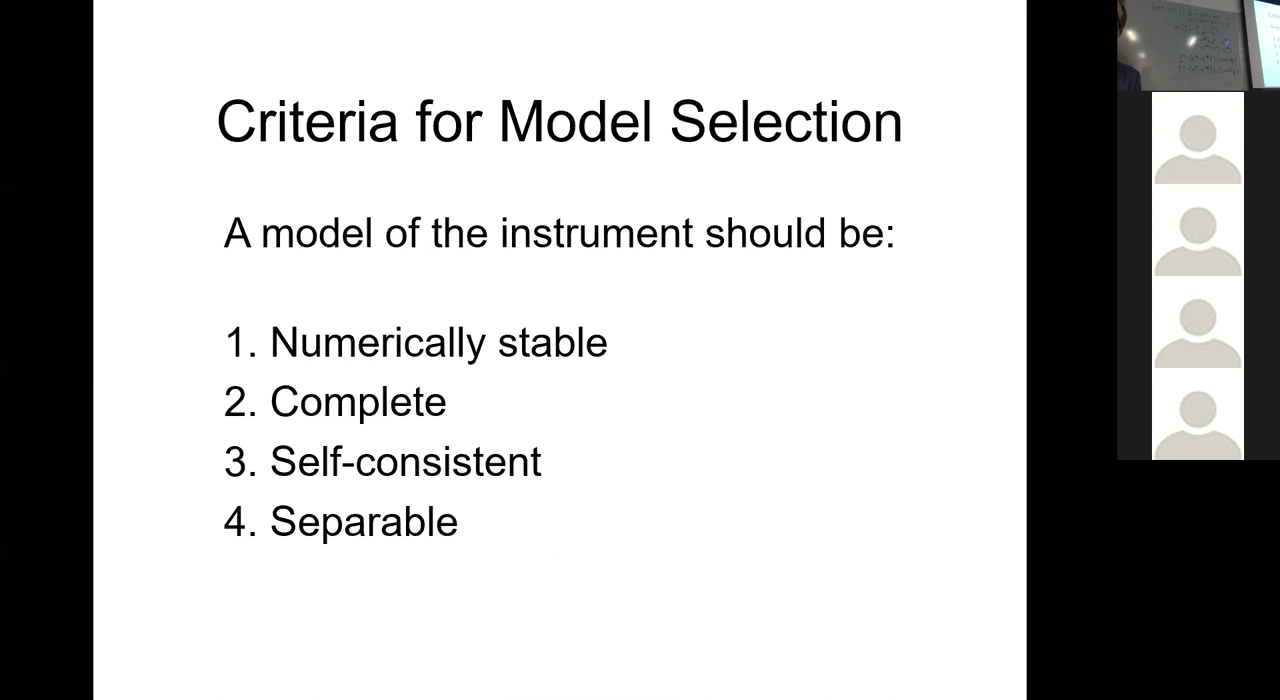 Criteria for Model Selection
A model of the instrument should be:
1. Numerically stable
2. Complete
3. Self-consistent
4. Separable